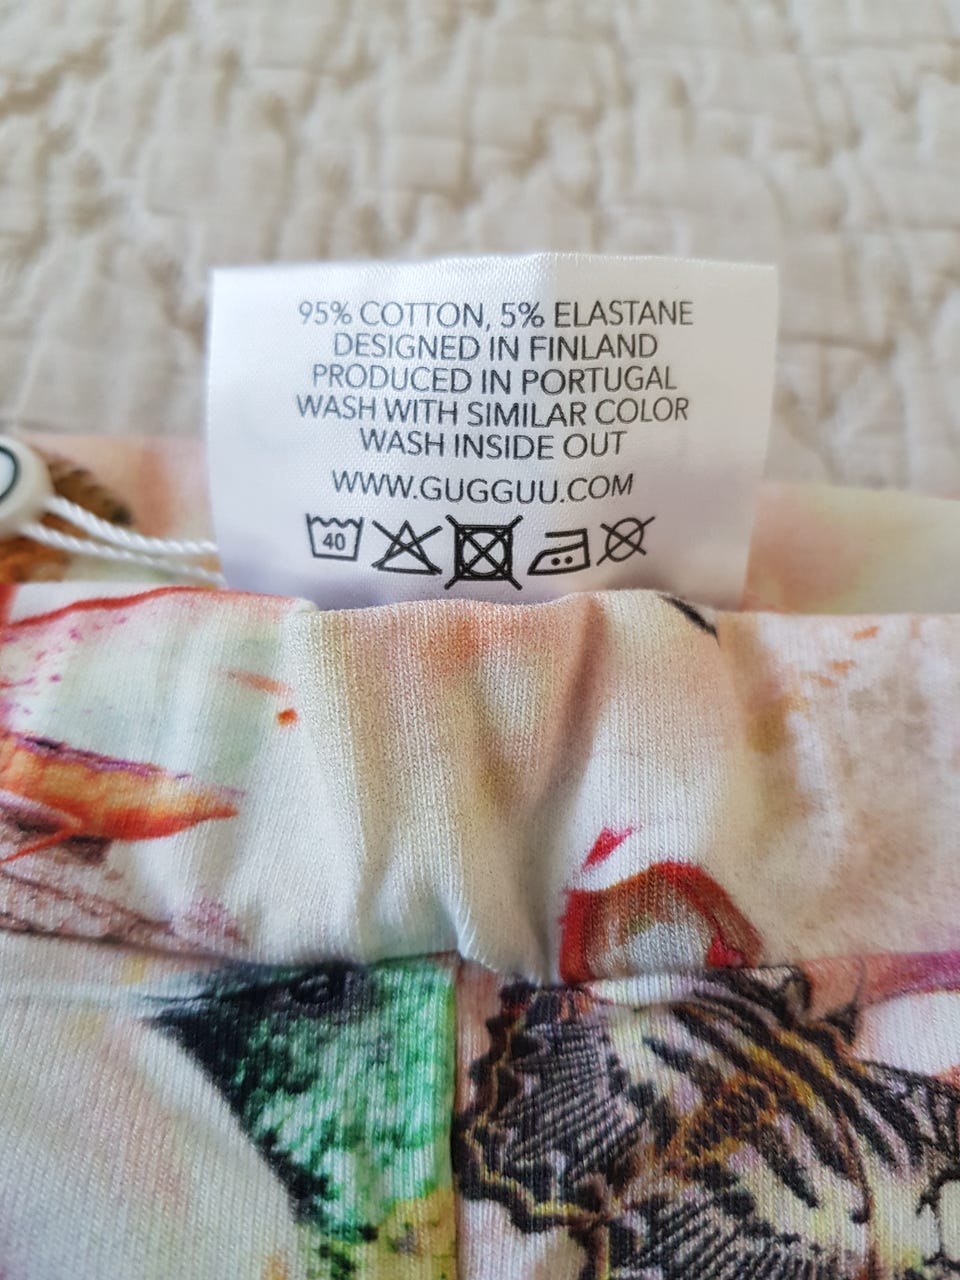 95% COTTON, 5% ELASTANE
DESIGNED IN FINLAND
PRODUCED IN PORTUGAL
WASH WITH SIMILAR COLOR
WASH INSIDE OUT
WWW.GUGGUU.COM
40